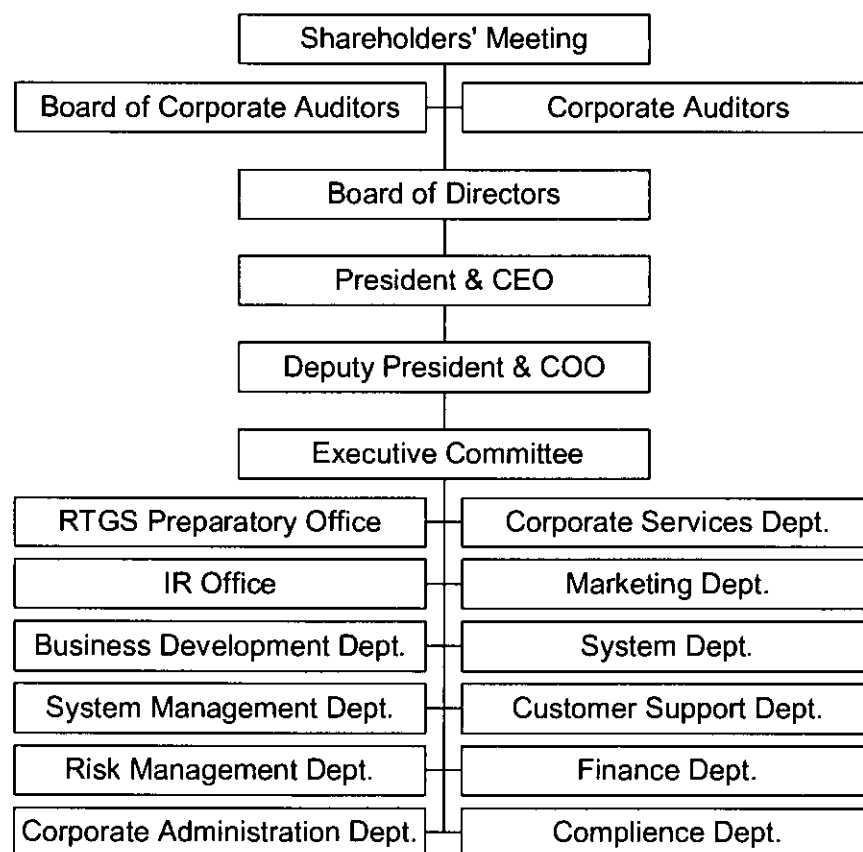 Shareholders' Meeting
Board of Corporate Auditors
Corporate Auditors
Board of Directors
President & CEO
Deputy President & COO
Executive Committee
RTGS Preparatory Office
Corporate Services Dept.
IR Office
Marketing Dept.
Business Development Dept.
System Dept.
System Management Dept.
Customer Support Dept.
Risk Management Dept.
Finance Dept.
Corporate Administration Dept.
Complience Dept.